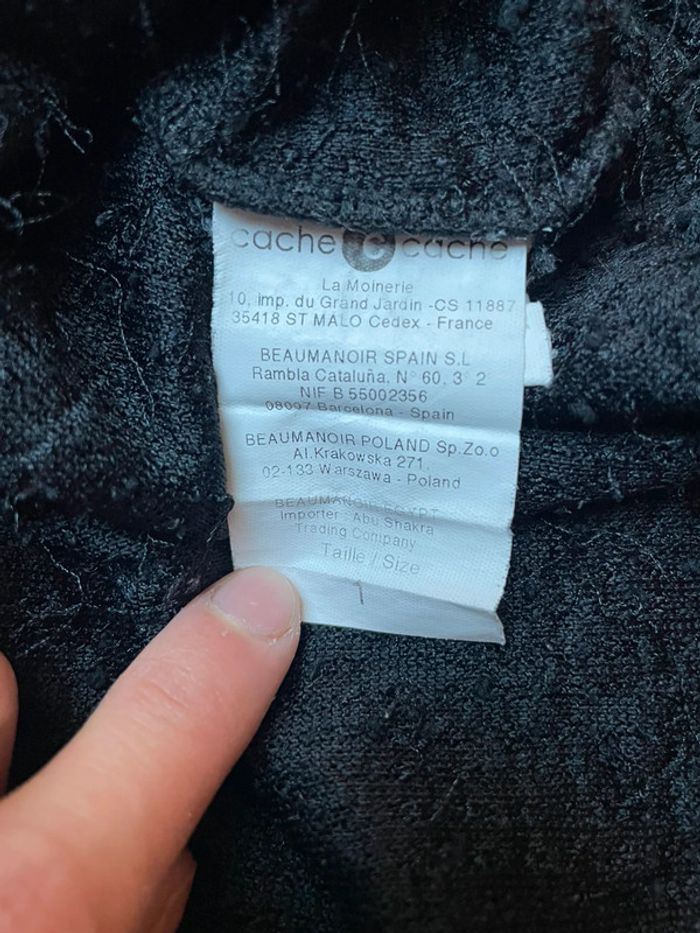 cache c cache
La Moinerie
10, imp. du Grand Jardin -CS 11887
35418 ST MALO Cedex - France
BEAUMANOIR SPAIN S.L
Rambla Cataluña, N° 60, 3° 2
NIF B 55002356
08007 Barcelona - Spain
BEAUMANOIR POLAND Sp.Zo.o
Al.Krakowska 271,
02-133 Warszawa - Poland
BEAUMANOIR EGYPT
Importer : Abu Shakra
Trading Company
Taille / Size
1